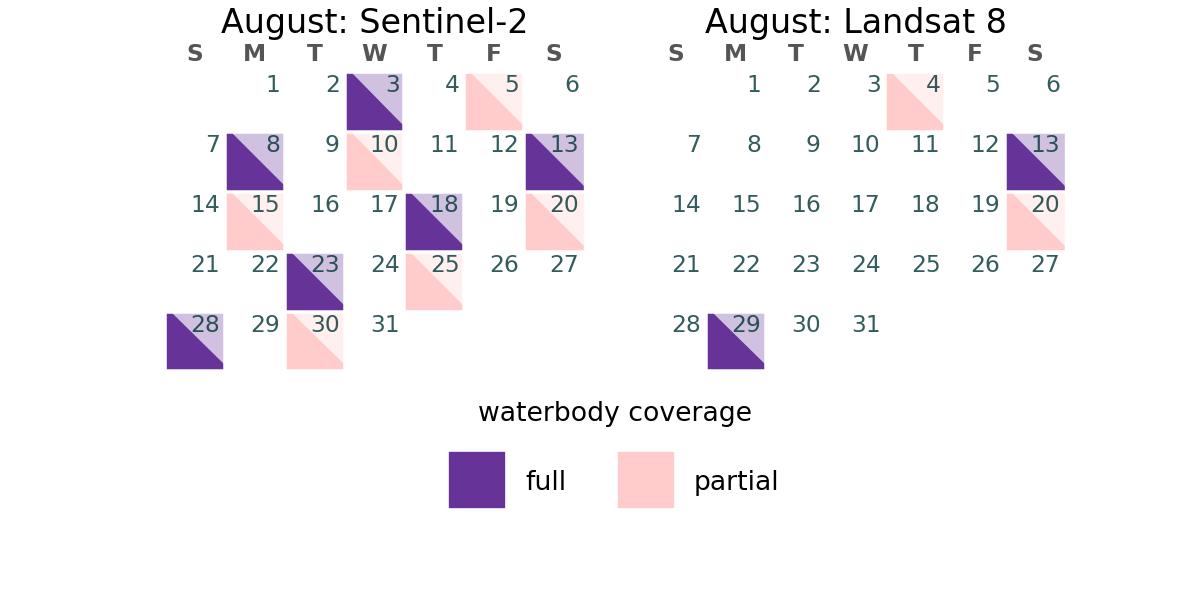 August: Sentinel-2
S M T W T F S
1 2 3 4 5 6
7 8 9 10 11 12 13
14 15 16 17 18 19 20
21 22 23 24 25 26 27
28 29 30 31
August: Landsat 8
S M T W T F S
1 2 3 4 5 6
7 8 9 10 11 12 13
14 15 16 17 18 19 20
21 22 23 24 25 26 27
28 29 30 31
waterbody coverage
full
partial